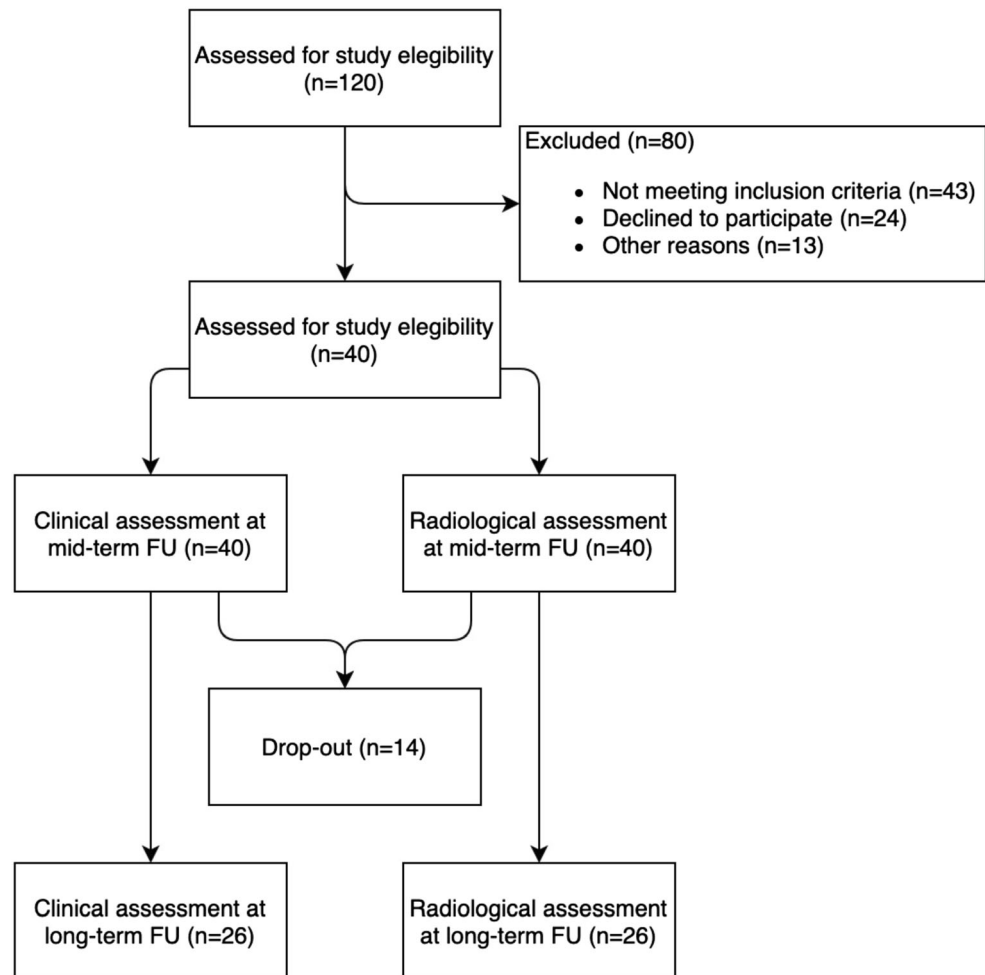 Assessed for study elegibility
(n=120)
Excluded (n=80)
• Not meeting inclusion criteria (n=43)
• Declined to participate (n=24)
• Other reasons (n=13)
Assessed for study elegibility
(n=40)
Clinical assessment at
mid-term FU (n=40)
Radiological assessment
at mid-term FU (n=40)
Drop-out (n=14)
Clinical assessment at
long-term FU (n=26)
Radiological assessment
at long-term FU (n=26)